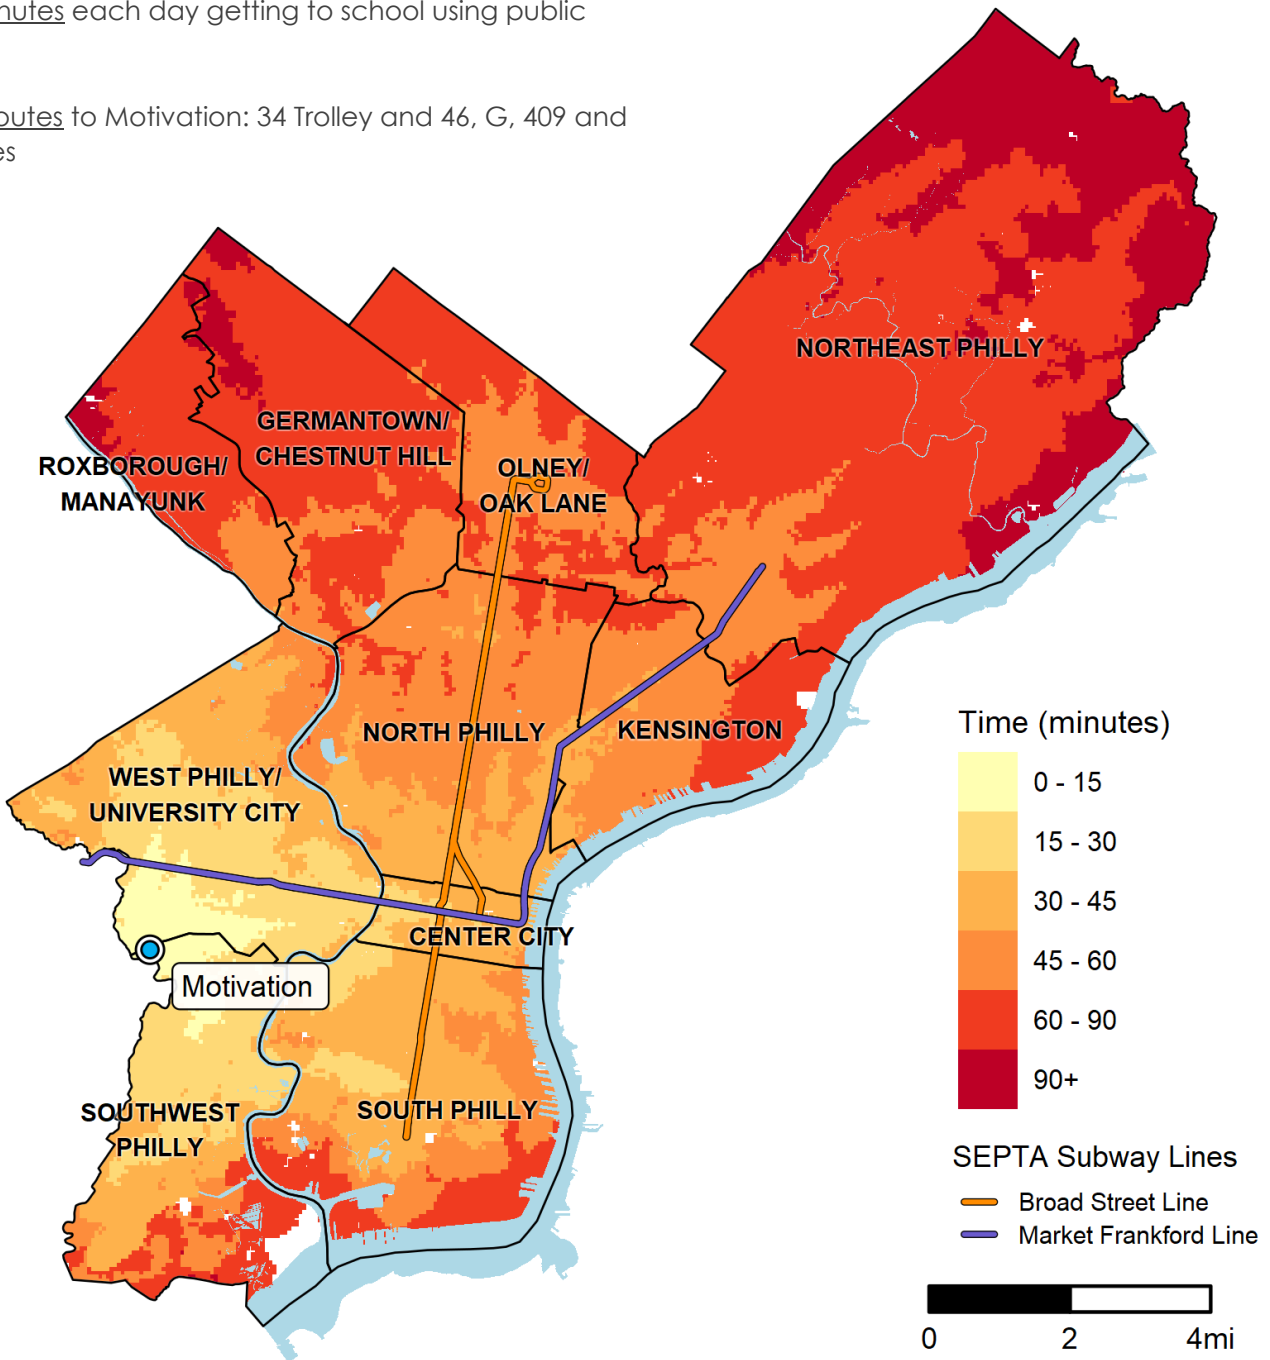 each day getting to school using public
to Motivation: 34 Trolley and 46, G, 409 and
NORTHEAST PHILLY
GERMANTOWN/
CHESTNUT HILL
ROXBOROUGH/
MANAYUNK
OLNEY/
OAK LANE
NORTH PHILLY
KENSINGTON
WEST PHILLY/
UNIVERSITY CITY
CENTER CITY
Motivation
SOUTHWEST
PHILLY
SOUTH PHILLY
Time (minutes)
0 - 15
15 - 30
30 - 45
45 - 60
60 - 90
90+
SEPTA Subway Lines
Broad Street Line
Market Frankford Line
0 2 4mi